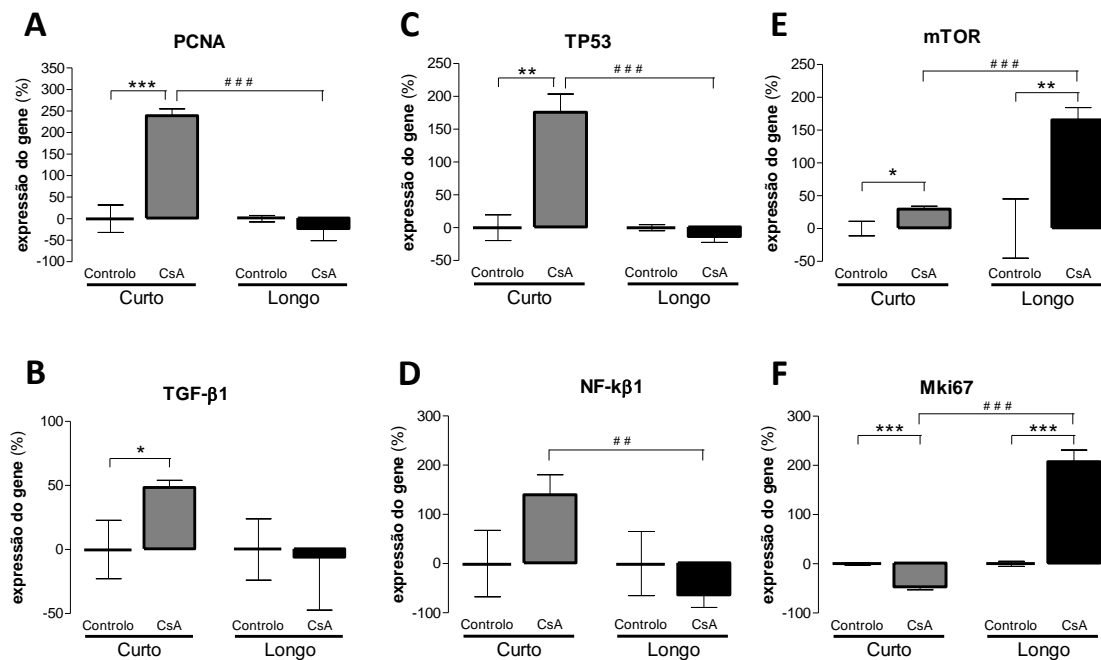 A
PCNA
expressão do gene (%)
350
300
250
200
150
100
50
0
-50
-100
***
# # #
Controlo CsA Controlo CsA
Curto Longo
C
TP53
expressão do gene (%)
250
200
150
100
50
0
-50
**
# # #
Controlo CsA Controlo CsA
Curto Longo
E
mTOR
expressão do gene (%)
250
200
150
100
50
0
-50
# # #
**
*
Controlo CsA Controlo CsA
Curto Longo
B
TGF-β1
expressão do gene (%)
100
50
0
-50
*
Controlo CsA Controlo CsA
Curto Longo
D
NF-kβ1
expressão do gene (%)
300
200
100
0
-100
# #
Controlo CsA Controlo CsA
Curto Longo
F
Mki67
expressão do gene (%)
300
200
100
0
-100
# # #
*** ***
Controlo CsA Controlo CsA
Curto Longo